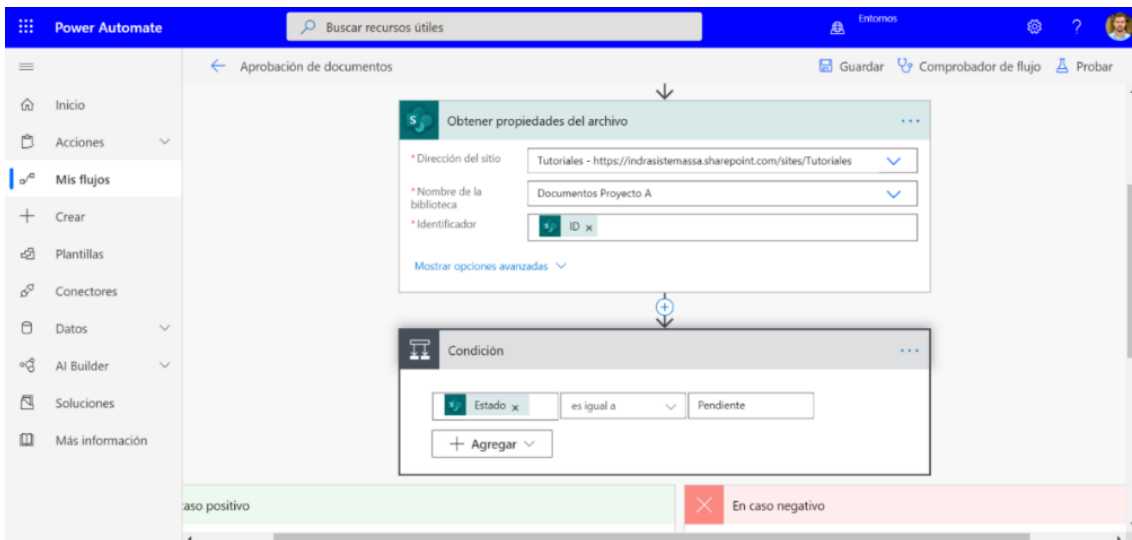 Power Automate
Buscar recursos útiles
Entornos
?
Aprobación de documentos
Guardar
Comprobador de flujo
Probar
Inicio
Acciones
Mis flujos
Crear
Plantillas
Conectores
Datos
AI Builder
Soluciones
Más información
S
Obtener propiedades del archivo
...
*Dirección del sitio
Tutoriales - https://indrasistemassa.sharepoint.com/sites/Tutoriales
*Nombre de la
biblioteca
Documentos Proyecto A
*Identificador
ID x
Mostrar opciones avanzadas
Condición
...
Estado x
es igual a
Pendiente
+ Agregar
caso positivo
En caso negativo